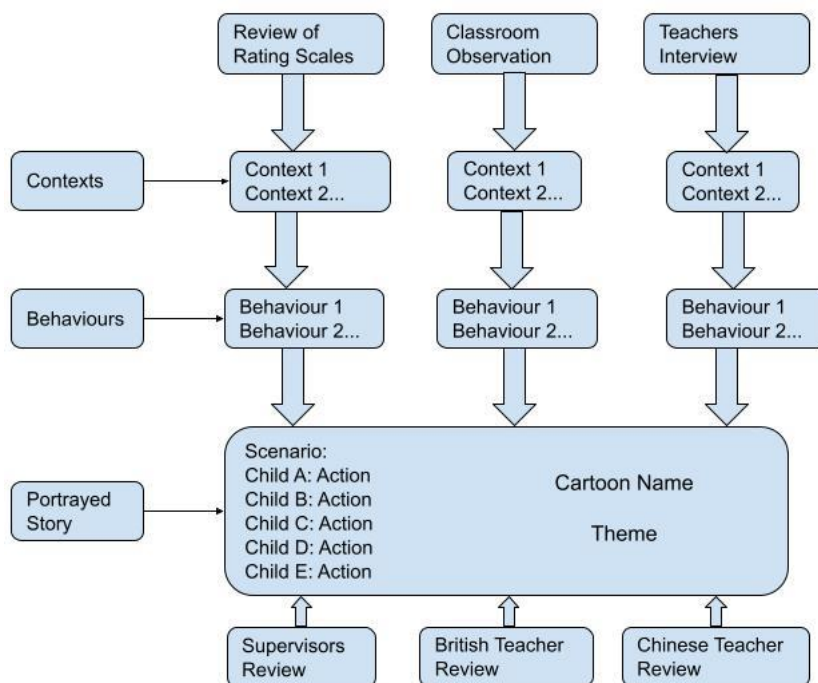 Review of
Rating Scales
Classroom
Observation
Teachers
Interview
Contexts
Context 1
Context 2...
Context 1
Context 2...
Context 1
Context 2...
Behaviours
Behaviour 1
Behaviour 2...
Behaviour 1
Behaviour 2...
Behaviour 1
Behaviour 2...
Portrayed
Story
Scenario:
Child A: Action
Child B: Action
Child C: Action
Child D: Action
Child E: Action
Cartoon Name
Theme
Supervisors
Review
British Teacher
Review
Chinese Teacher
Review